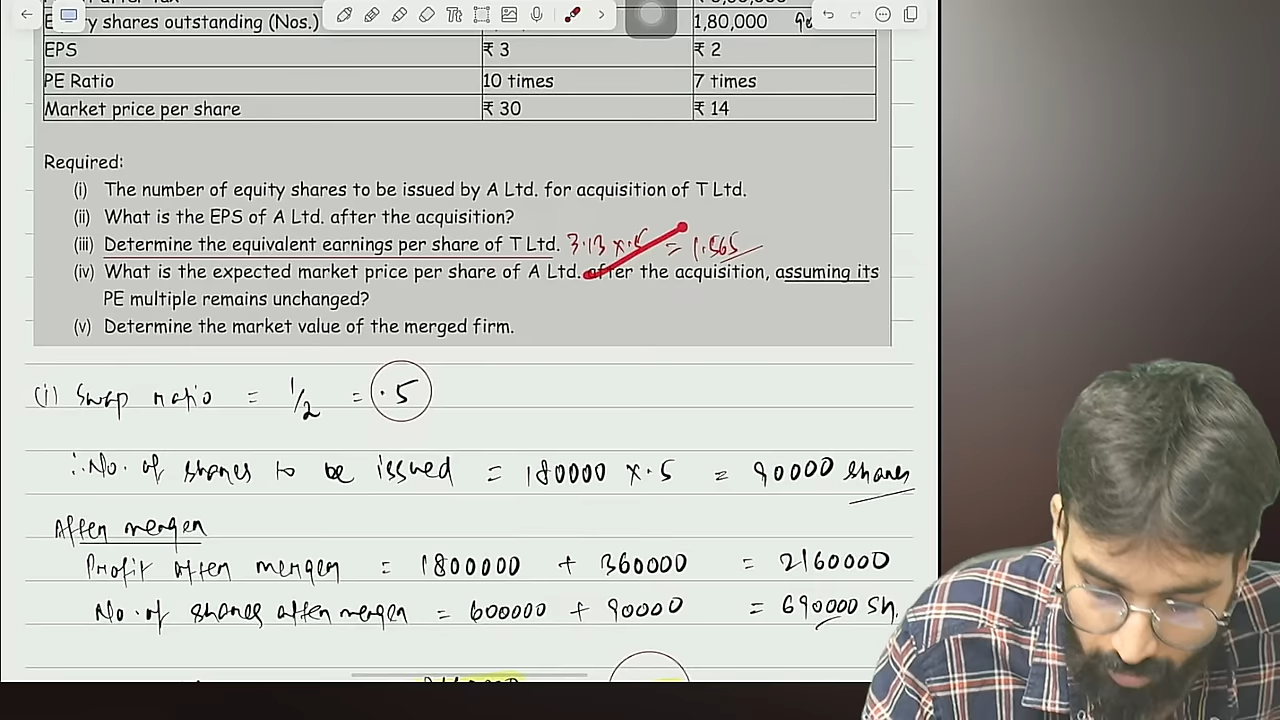 shares outstanding (Nos.) 1,80,000
EPS ₹ 3 ₹ 2
PE Ratio 10 times 7 times
Market price per share ₹ 30 ₹ 14
Required:
(i) The number of equity shares to be issued by A Ltd. for acquisition of T Ltd.
(ii) What is the EPS of A Ltd. after the acquisition?
(iii) Determine the equivalent earnings per share of T Ltd. 3.13 x .5 = 1.565
(iv) What is the expected market price per share of A Ltd. after the acquisition, assuming its
PE multiple remains unchanged?
(v) Determine the market value of the merged firm.
(i) Swap ratio = 1/2 = .5
∴ No. of shares to be issued = 180000 x .5 = 90000 shares
After merger
Profit after merger = 1800000 + 360000 = 2160000
No. of shares after merger = 600000 + 90000 = 690000 sh.